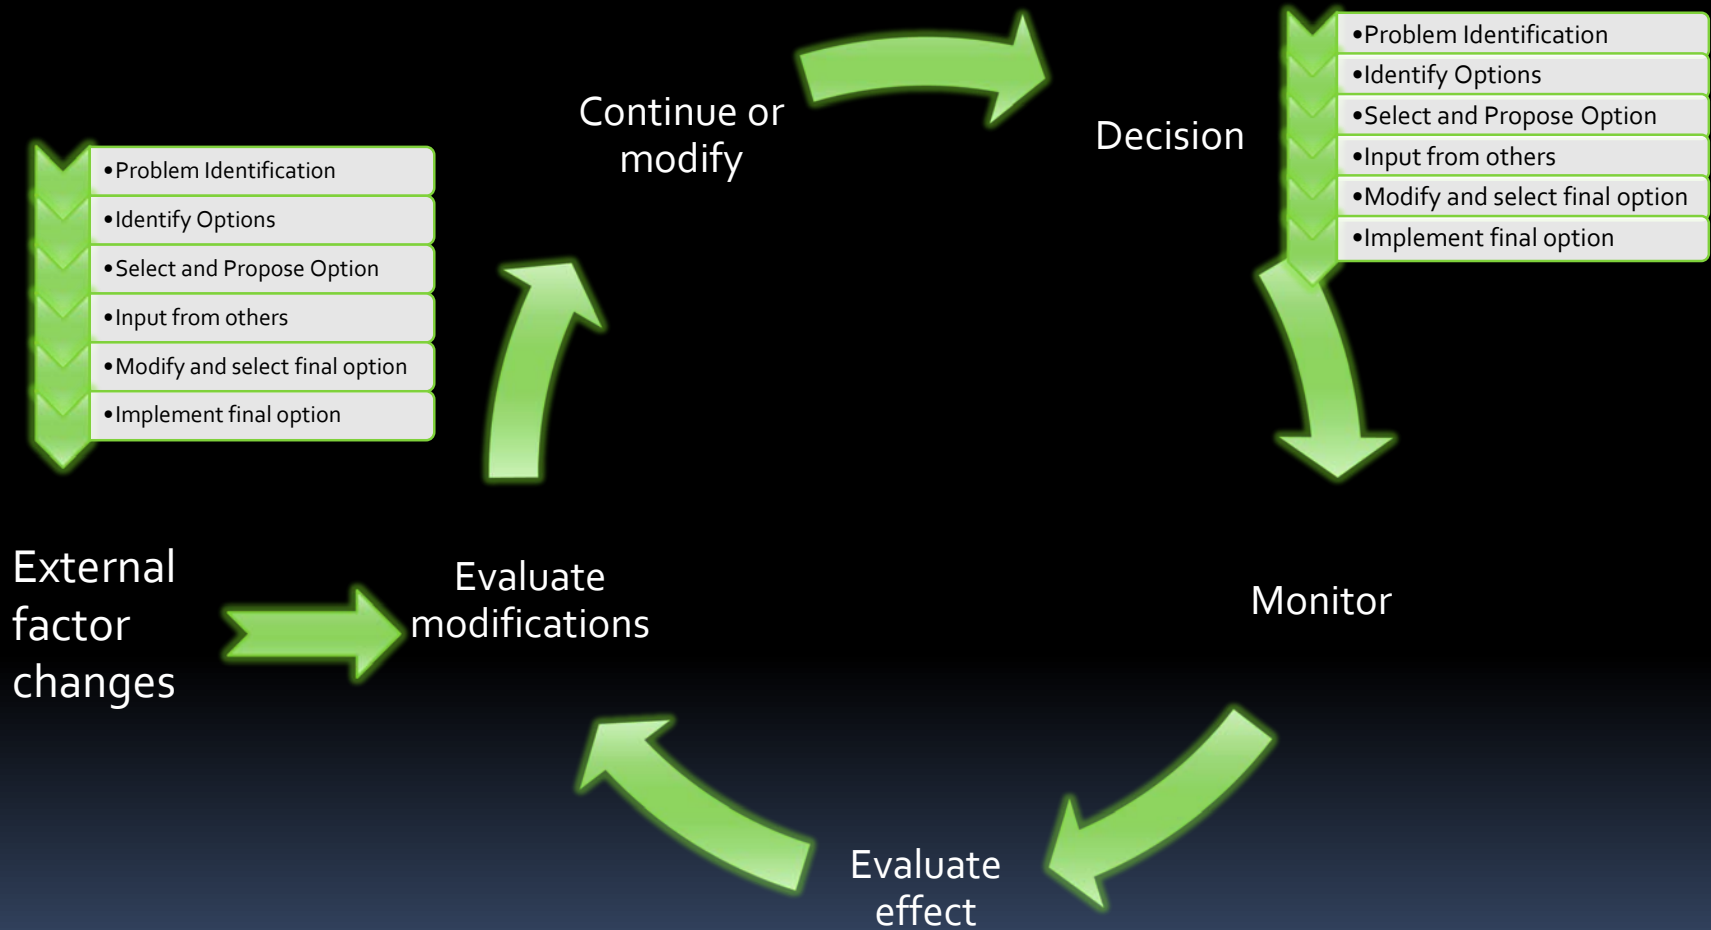 Continue or
modify
Decision
•Problem Identification
•Identify Options
•Select and Propose Option
•Input from others
•Modify and select final option
•Implement final option
•Problem Identification
•Identify Options
•Select and Propose Option
•Input from others
•Modify and select final option
•Implement final option
External
factor
changes
Evaluate
modifications
Monitor
Evaluate
effect